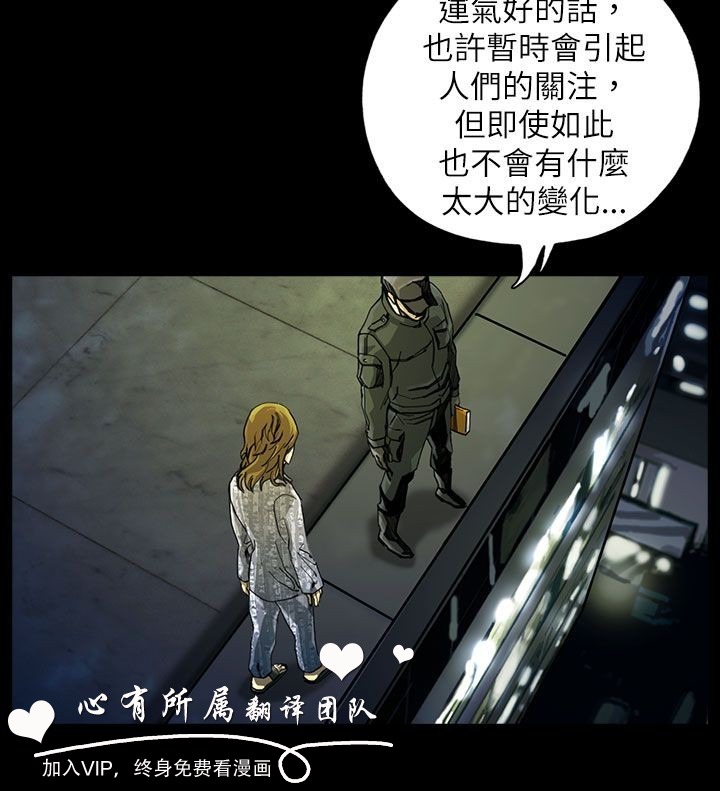 運氣好的話，
也許暫時會引起
人們的關注，
但即使如此
也不會有什麼
太大的變化...
心有所属翻译团队
加入VIP，终身免费看漫画